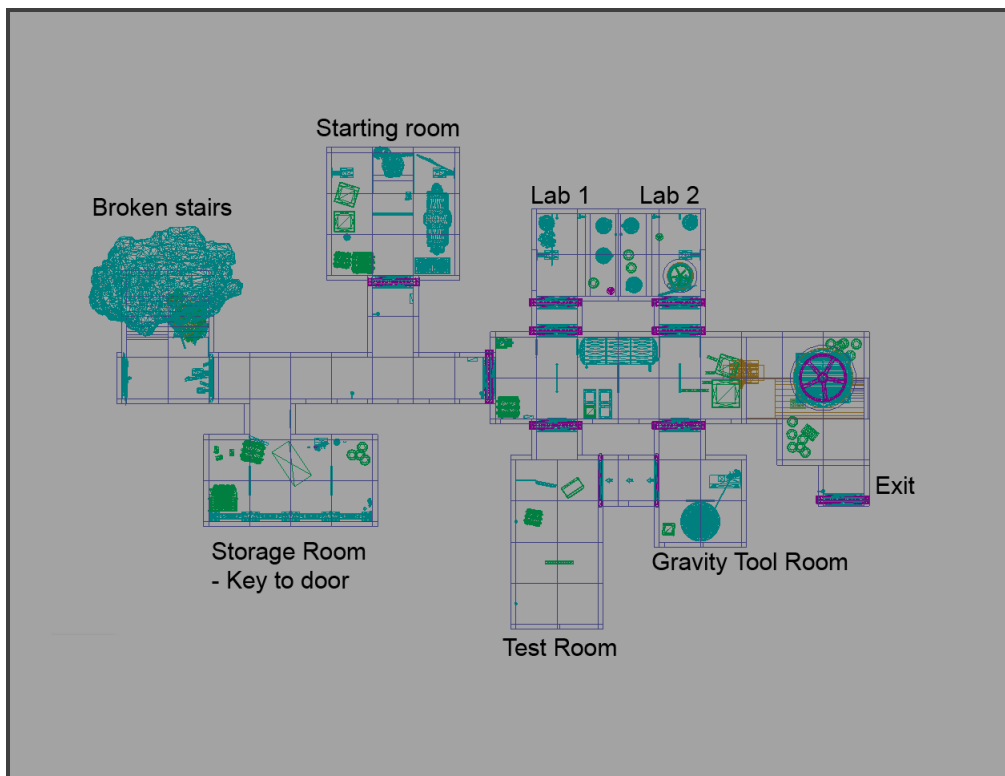 Starting room
Broken stairs
Lab 1
Lab 2
Exit
Storage Room
- Key to door
Gravity Tool Room
Test Room